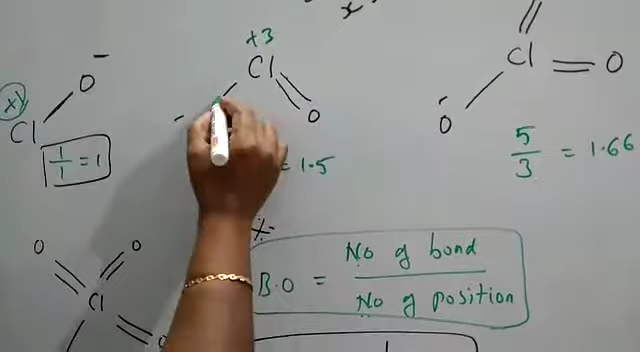 +3
Cl
O
-
xy
Cl
O
1/1 = 1
= 1.5
Cl
O
O
5/3 = 1.66
O
O
Cl
O
B.O = No of bond
No of position